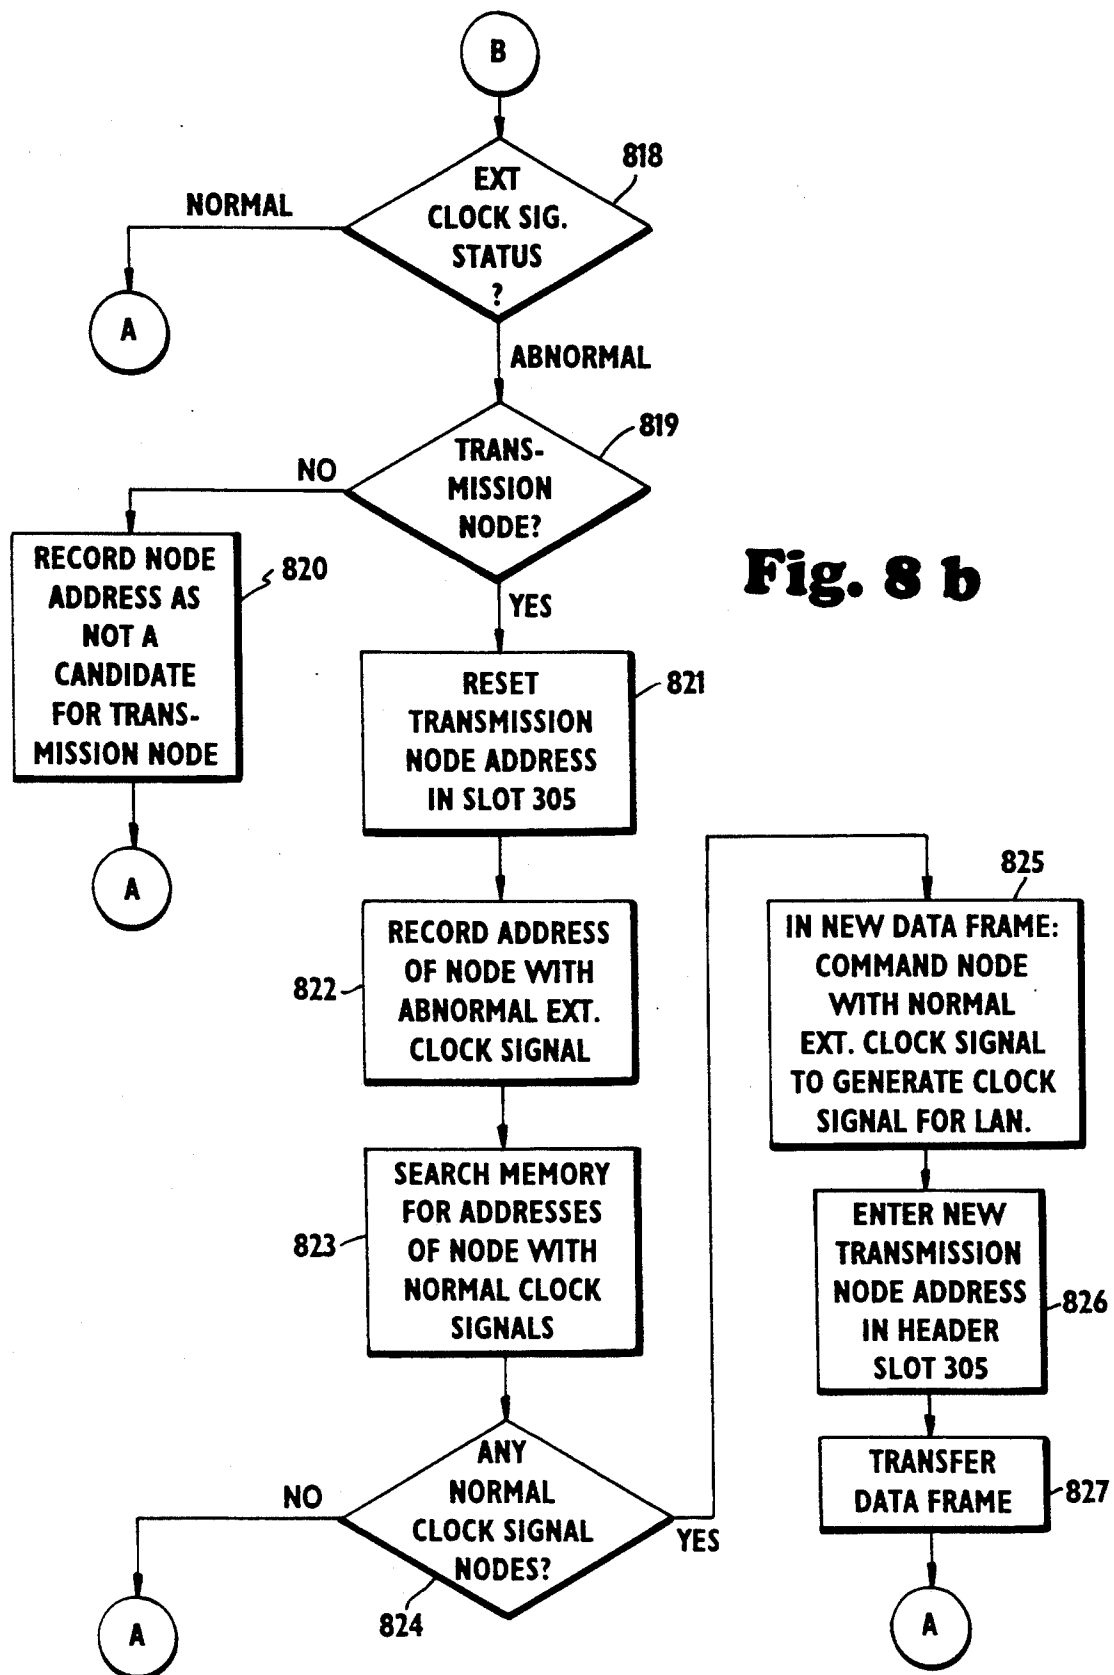 B
EXT
CLOCK SIG.
STATUS
?
818
NORMAL
A
ABNORMAL
TRANS-
MISSION
NODE?
819
NO
RECORD NODE
ADDRESS AS
NOT A
CANDIDATE
FOR TRANS-
MISSION NODE
820
A
YES
Fig. 8 b
RESET
TRANSMISSION
NODE ADDRESS
IN SLOT 305
821
RECORD ADDRESS
OF NODE WITH
ABNORMAL EXT.
CLOCK SIGNAL
822
SEARCH MEMORY
FOR ADDRESSES
OF NODE WITH
NORMAL CLOCK
SIGNALS
823
ANY
NORMAL
CLOCK SIGNAL
NODES?
824
NO
A
YES
825
IN NEW DATA FRAME:
COMMAND NODE
WITH NORMAL
EXT. CLOCK SIGNAL
TO GENERATE CLOCK
SIGNAL FOR LAN.
ENTER NEW
TRANSMISSION
NODE ADDRESS
IN HEADER
SLOT 305
826
TRANSFER
DATA FRAME
827
A